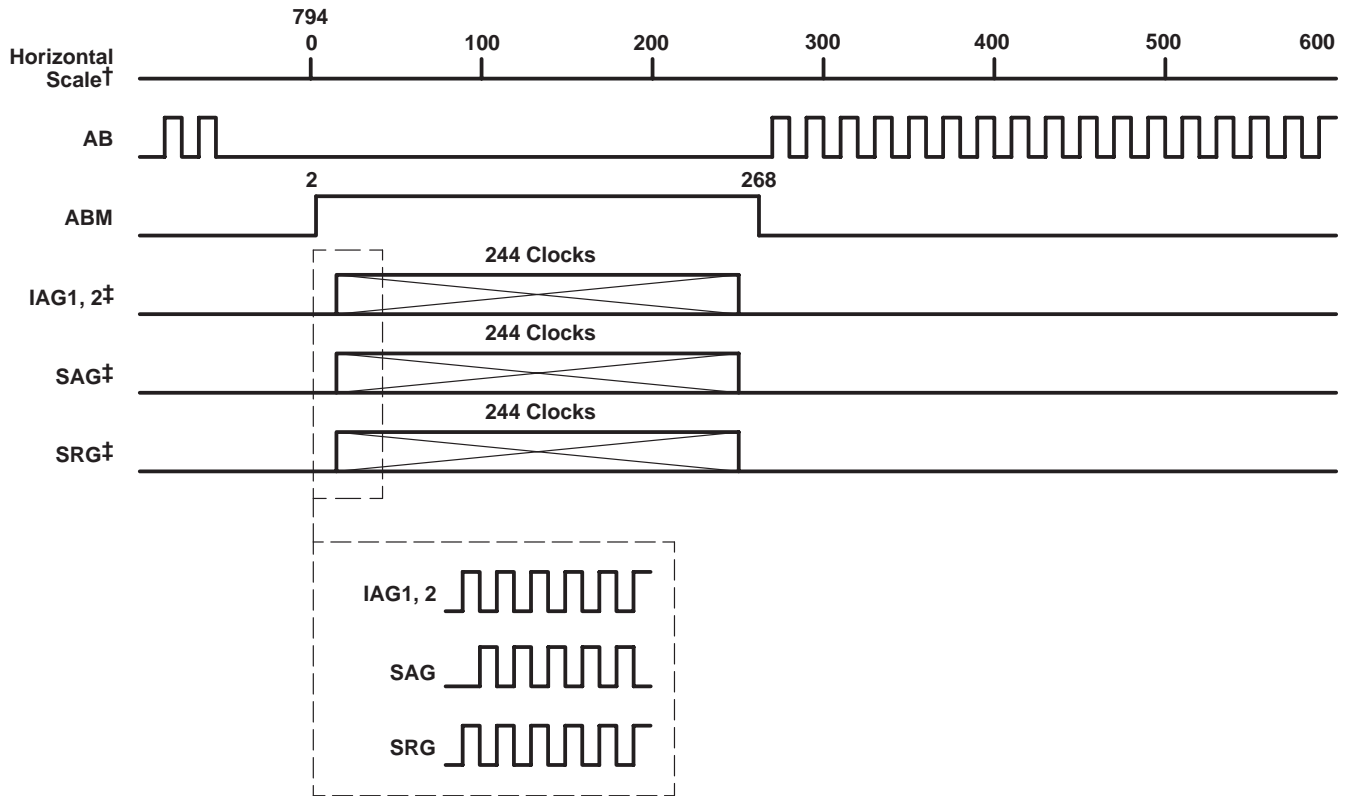 794
0 100 200 300 400 500 600
Horizontal
Scale†
AB
2 268
ABM
244 Clocks
IAG1, 2‡
244 Clocks
SAG‡
244 Clocks
SRG‡
IAG1, 2
SAG
SRG